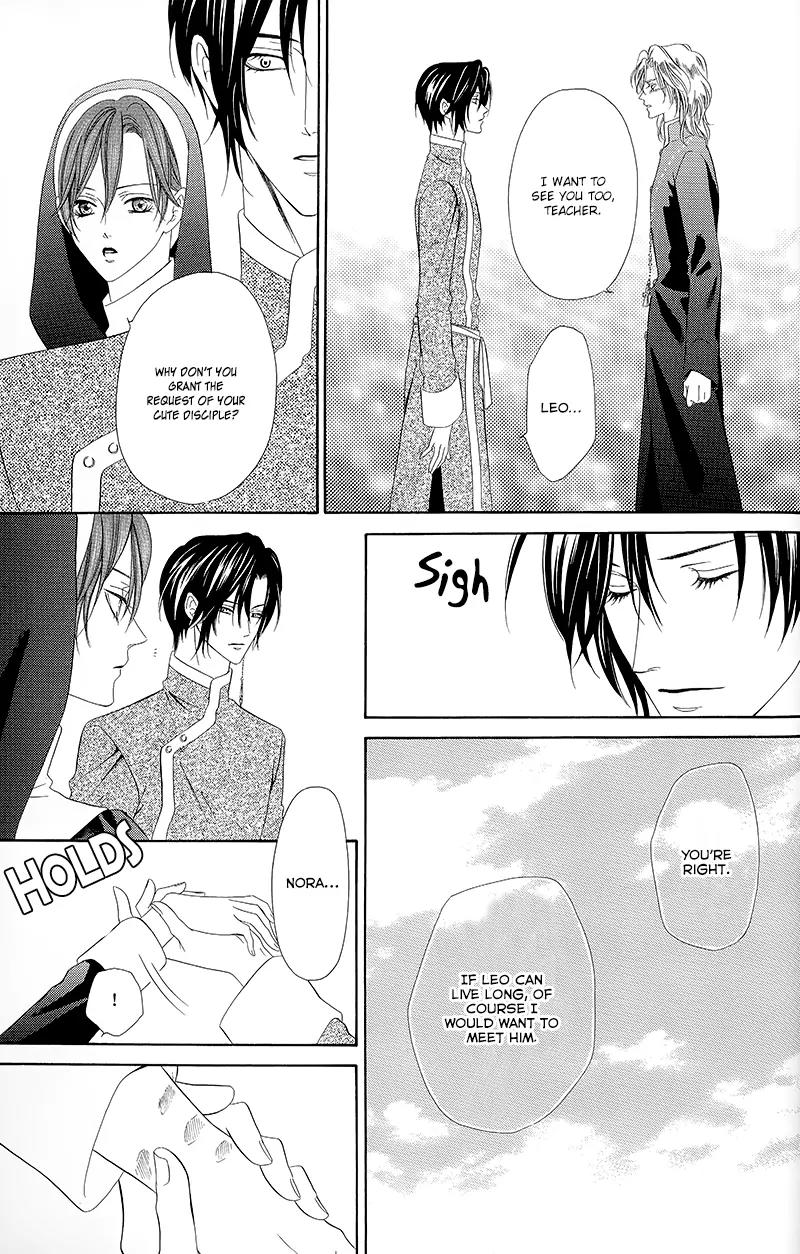 I WANT TO
SEE YOU TOO,
TEACHER.
LEO...
WHY DON'T YOU
GRANT THE
REQUEST OF YOUR
CUTE DISCIPLE?
Sigh
YOU'RE
RIGHT.
IF LEO CAN
LIVE LONG, OF
COURSE I
WOULD WANT TO
MEET HIM.
NORA...
HOLDS
!